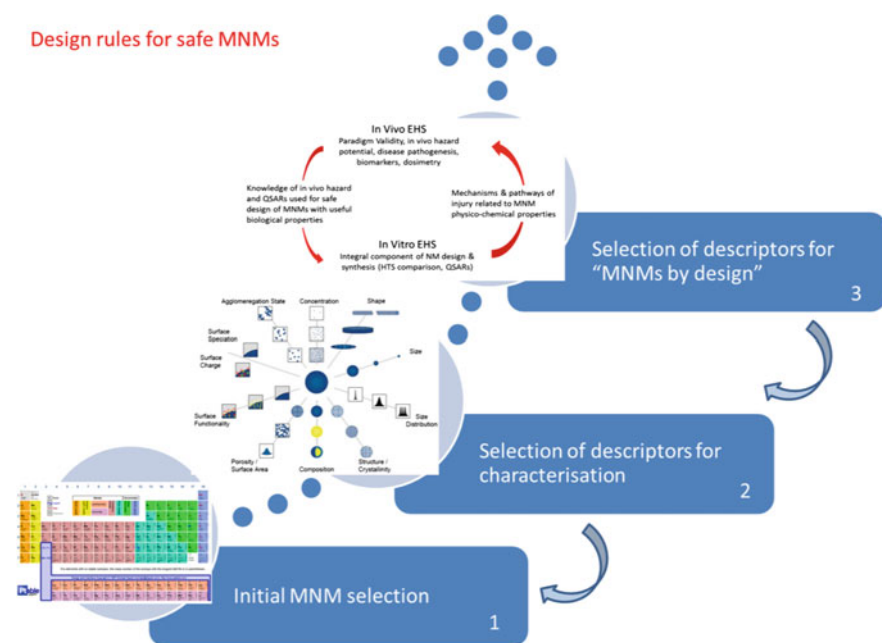 Design rules for safe MNMs
In Vivo EHS
Paradigm Validity, in vivo hazard
potential, disease pathogenesis,
biomarkers, dosimetry
Knowledge of in vivo hazard
and QSARs used for safe
design of MNMs with useful
biological properties
Mechanisms & pathways of
injury related to MNM
physico-chemical properties
In Vitro EHS
Integral component of NM design &
synthesis (HTS comparison, QSARs)
Selection of descriptors for
“MNMs by design”
3
Agglomeregation State
Concentration
Shape
Surface
Speciation
Surface
Charge
Size
Surface
Functionality
Size
Distribution
Porosity /
Surface Area
Composition
Structure /
Crystallinity
Selection of descriptors for
characterisation
2
Initial MNM selection
1